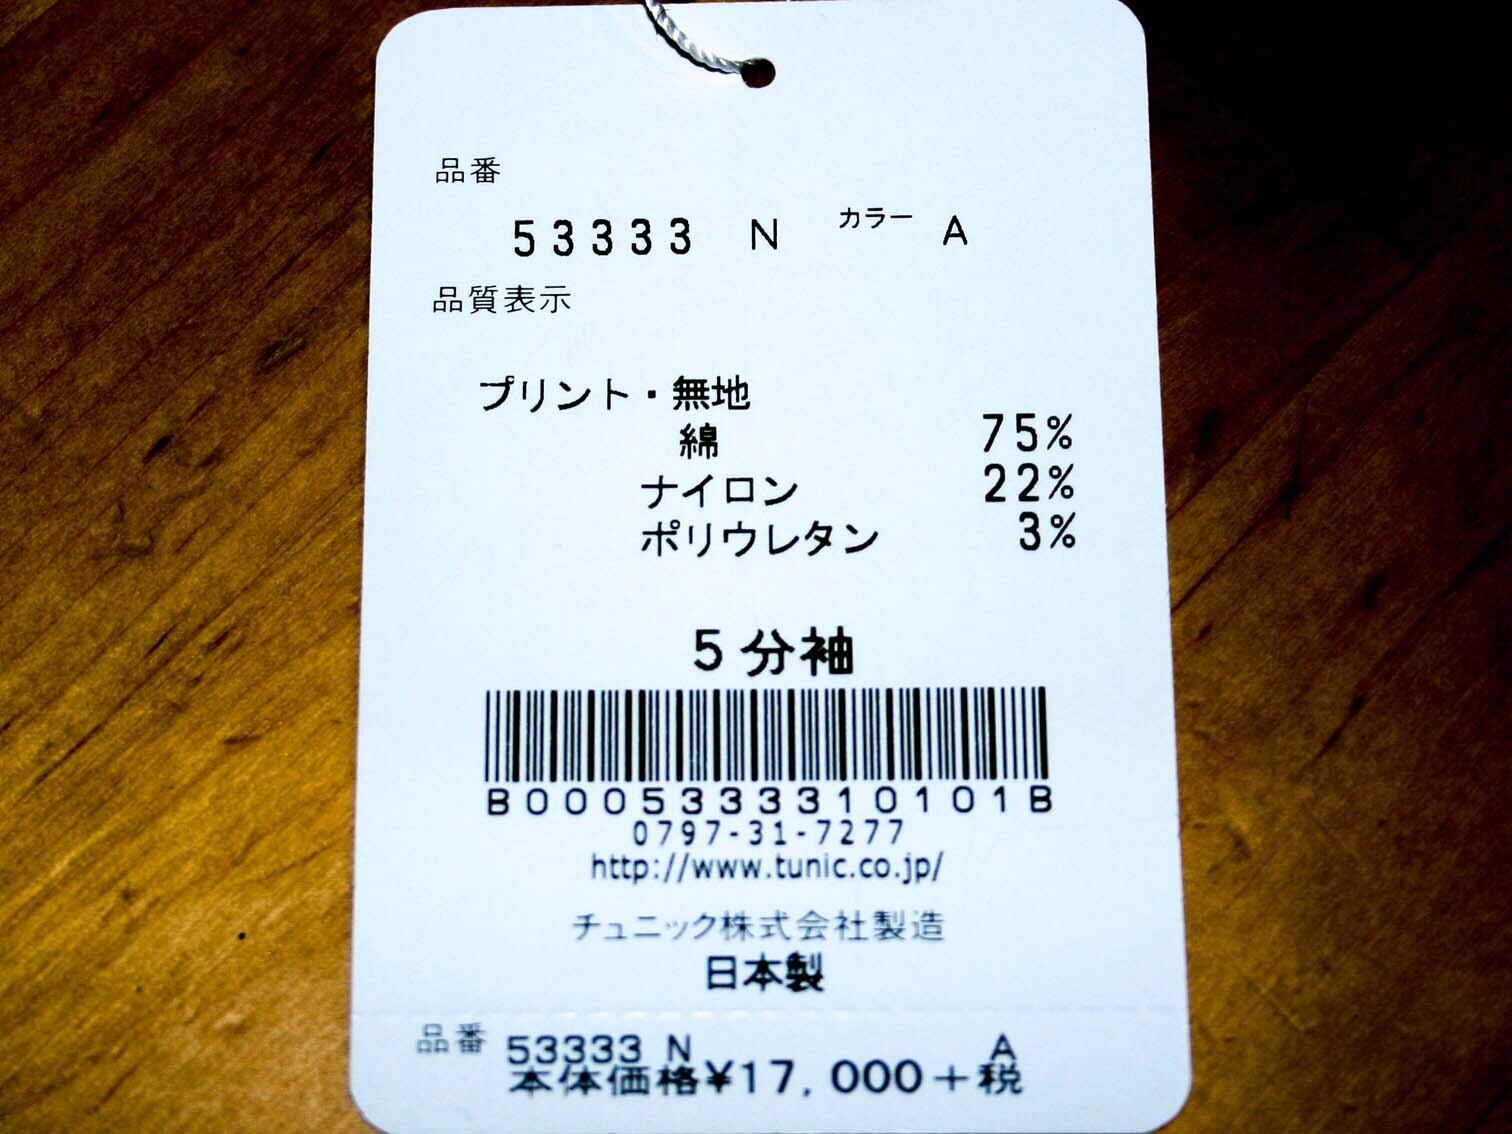 品番
53333 N カラー A
品質表示
プリント・無地
綿 75%
ナイロン 22%
ポリウレタン 3%
5分袖
B000533331010​1B
0797-31-7277
http://www.tunic.co.jp/
チュニック株式会社製造
日本製
品番 53333 N A
本体価格¥17,000+税